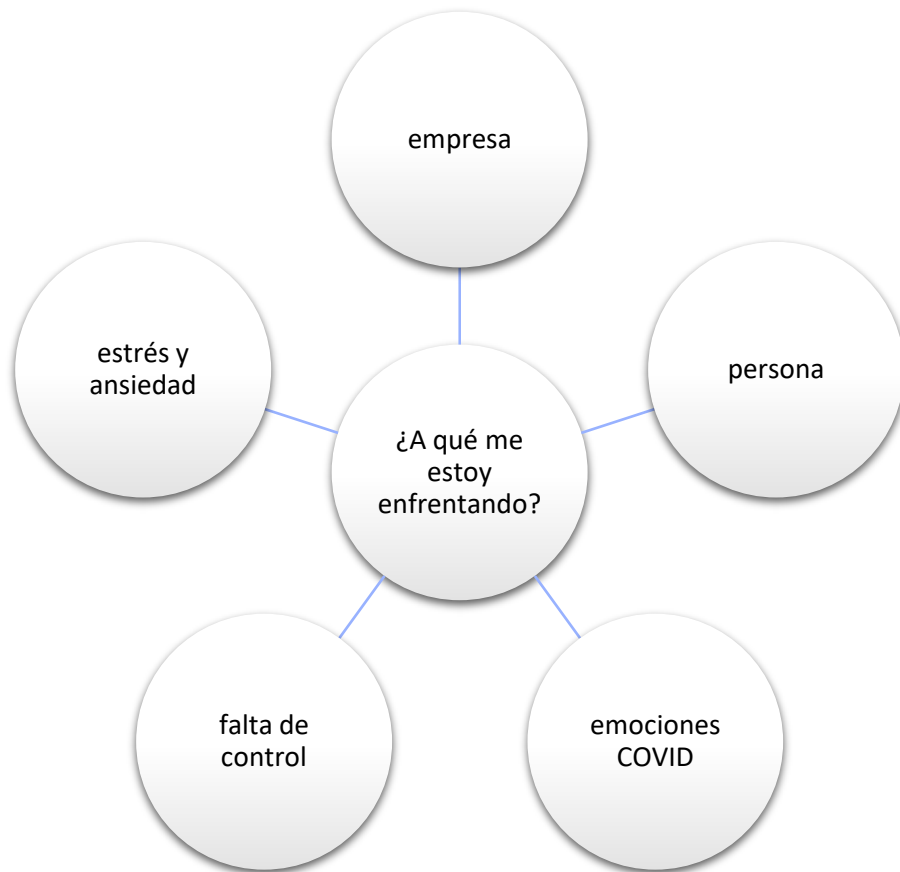 empresa
estrés y
ansiedad
persona
¿A qué me
estoy
enfrentando?
falta de
control
emociones
COVID